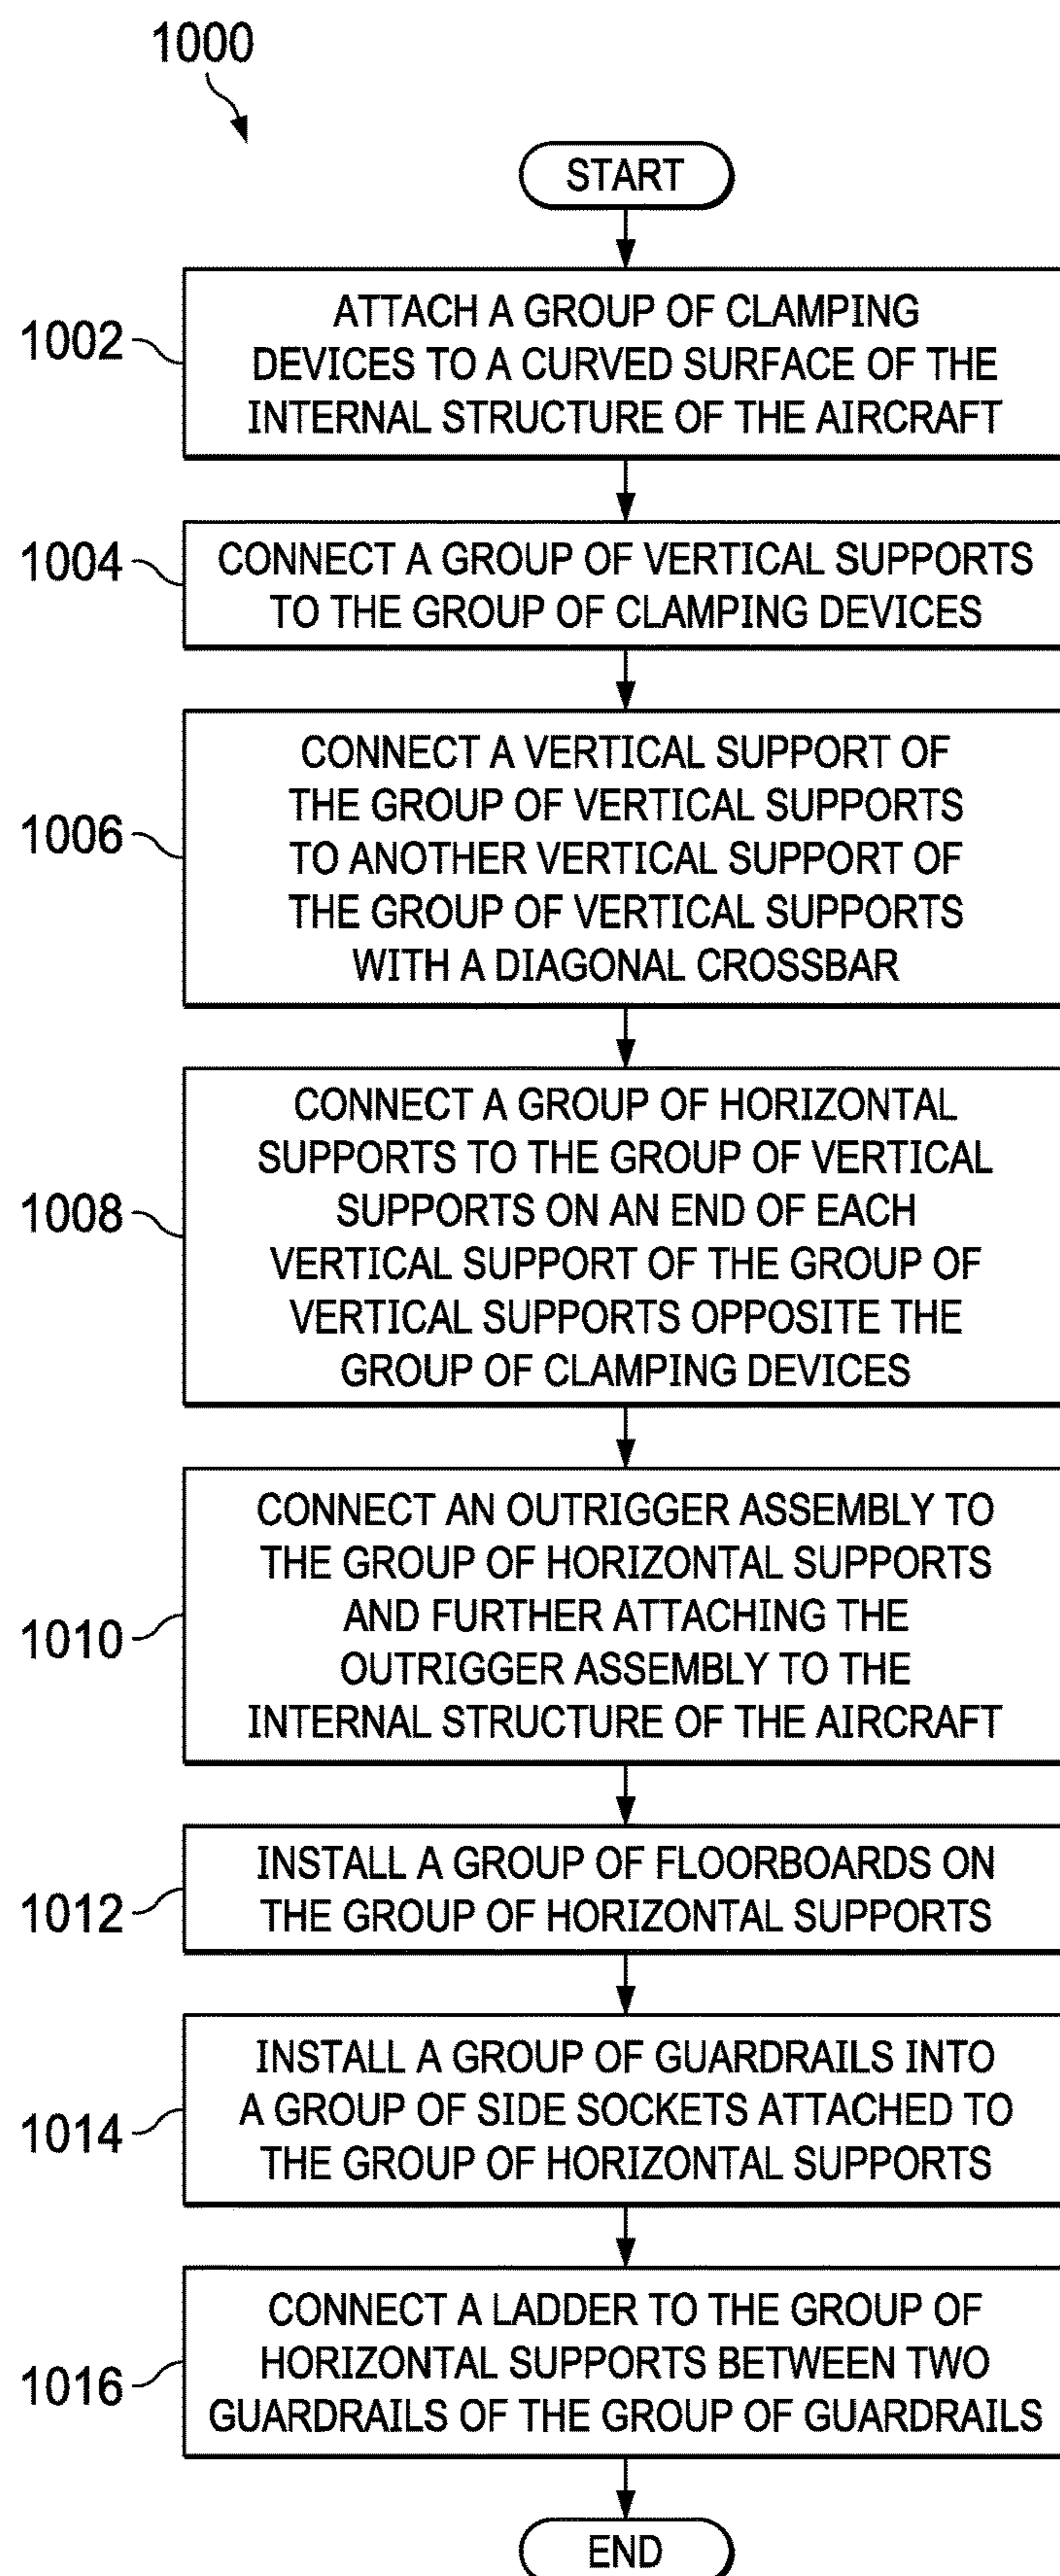 1000
START
1002
ATTACH A GROUP OF CLAMPING
DEVICES TO A CURVED SURFACE OF THE
INTERNAL STRUCTURE OF THE AIRCRAFT
1004
CONNECT A GROUP OF VERTICAL SUPPORTS
TO THE GROUP OF CLAMPING DEVICES
1006
CONNECT A VERTICAL SUPPORT OF
THE GROUP OF VERTICAL SUPPORTS
TO ANOTHER VERTICAL SUPPORT OF
THE GROUP OF VERTICAL SUPPORTS
WITH A DIAGONAL CROSSBAR
1008
CONNECT A GROUP OF HORIZONTAL
SUPPORTS TO THE GROUP OF VERTICAL
SUPPORTS ON AN END OF EACH
VERTICAL SUPPORT OF THE GROUP OF
VERTICAL SUPPORTS OPPOSITE THE
GROUP OF CLAMPING DEVICES
1010
CONNECT AN OUTRIGGER ASSEMBLY TO
THE GROUP OF HORIZONTAL SUPPORTS
AND FURTHER ATTACHING THE
OUTRIGGER ASSEMBLY TO THE
INTERNAL STRUCTURE OF THE AIRCRAFT
1012
INSTALL A GROUP OF FLOORBOARDS ON
THE GROUP OF HORIZONTAL SUPPORTS
1014
INSTALL A GROUP OF GUARDRAILS INTO
A GROUP OF SIDE SOCKETS ATTACHED TO
THE GROUP OF HORIZONTAL SUPPORTS
1016
CONNECT A LADDER TO THE GROUP OF
HORIZONTAL SUPPORTS BETWEEN TWO
GUARDRAILS OF THE GROUP OF GUARDRAILS
END